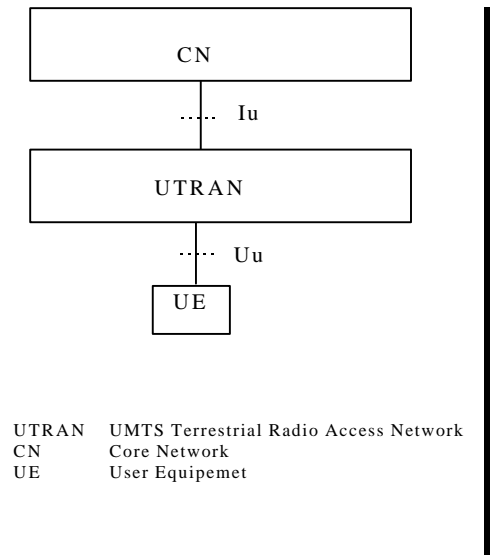 CN
Iu
UTRAN
Uu
UE
UTRAN UMTS Terrestrial Radio Access Network
CN Core Network
UE User Equipemet